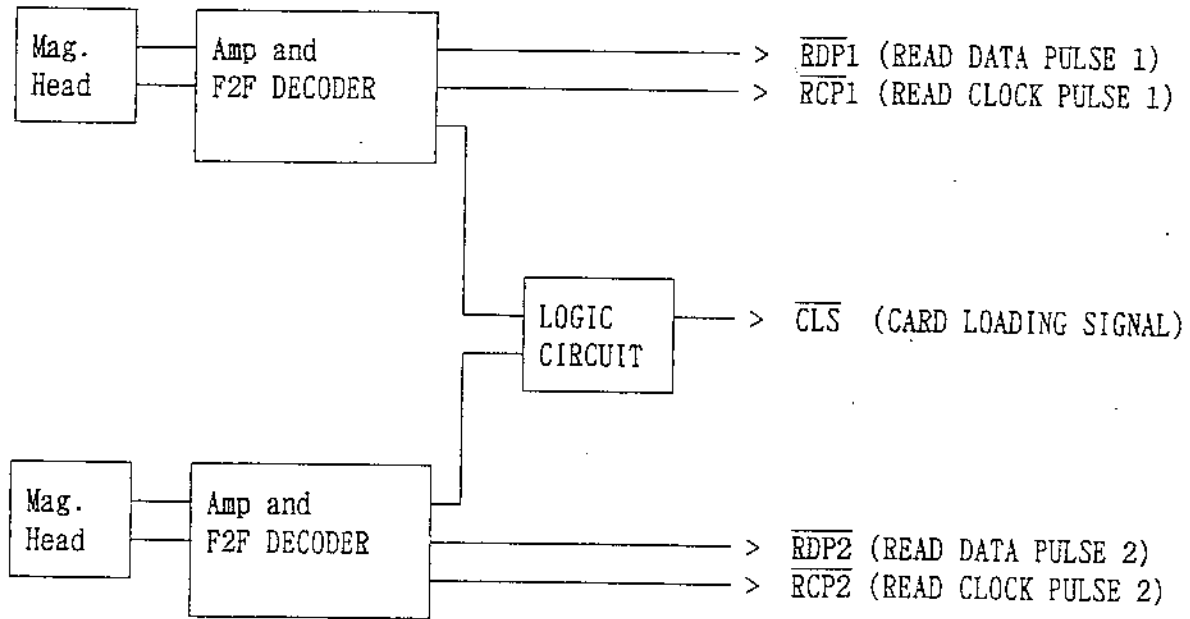 Mag.
Head
Amp and
F2F DECODER
> RDP1 (READ DATA PULSE 1)
> RCP1 (READ CLOCK PULSE 1)
LOGIC
CIRCUIT
> CLS (CARD LOADING SIGNAL)
Mag.
Head
Amp and
F2F DECODER
> RDP2 (READ DATA PULSE 2)
> RCP2 (READ CLOCK PULSE 2)